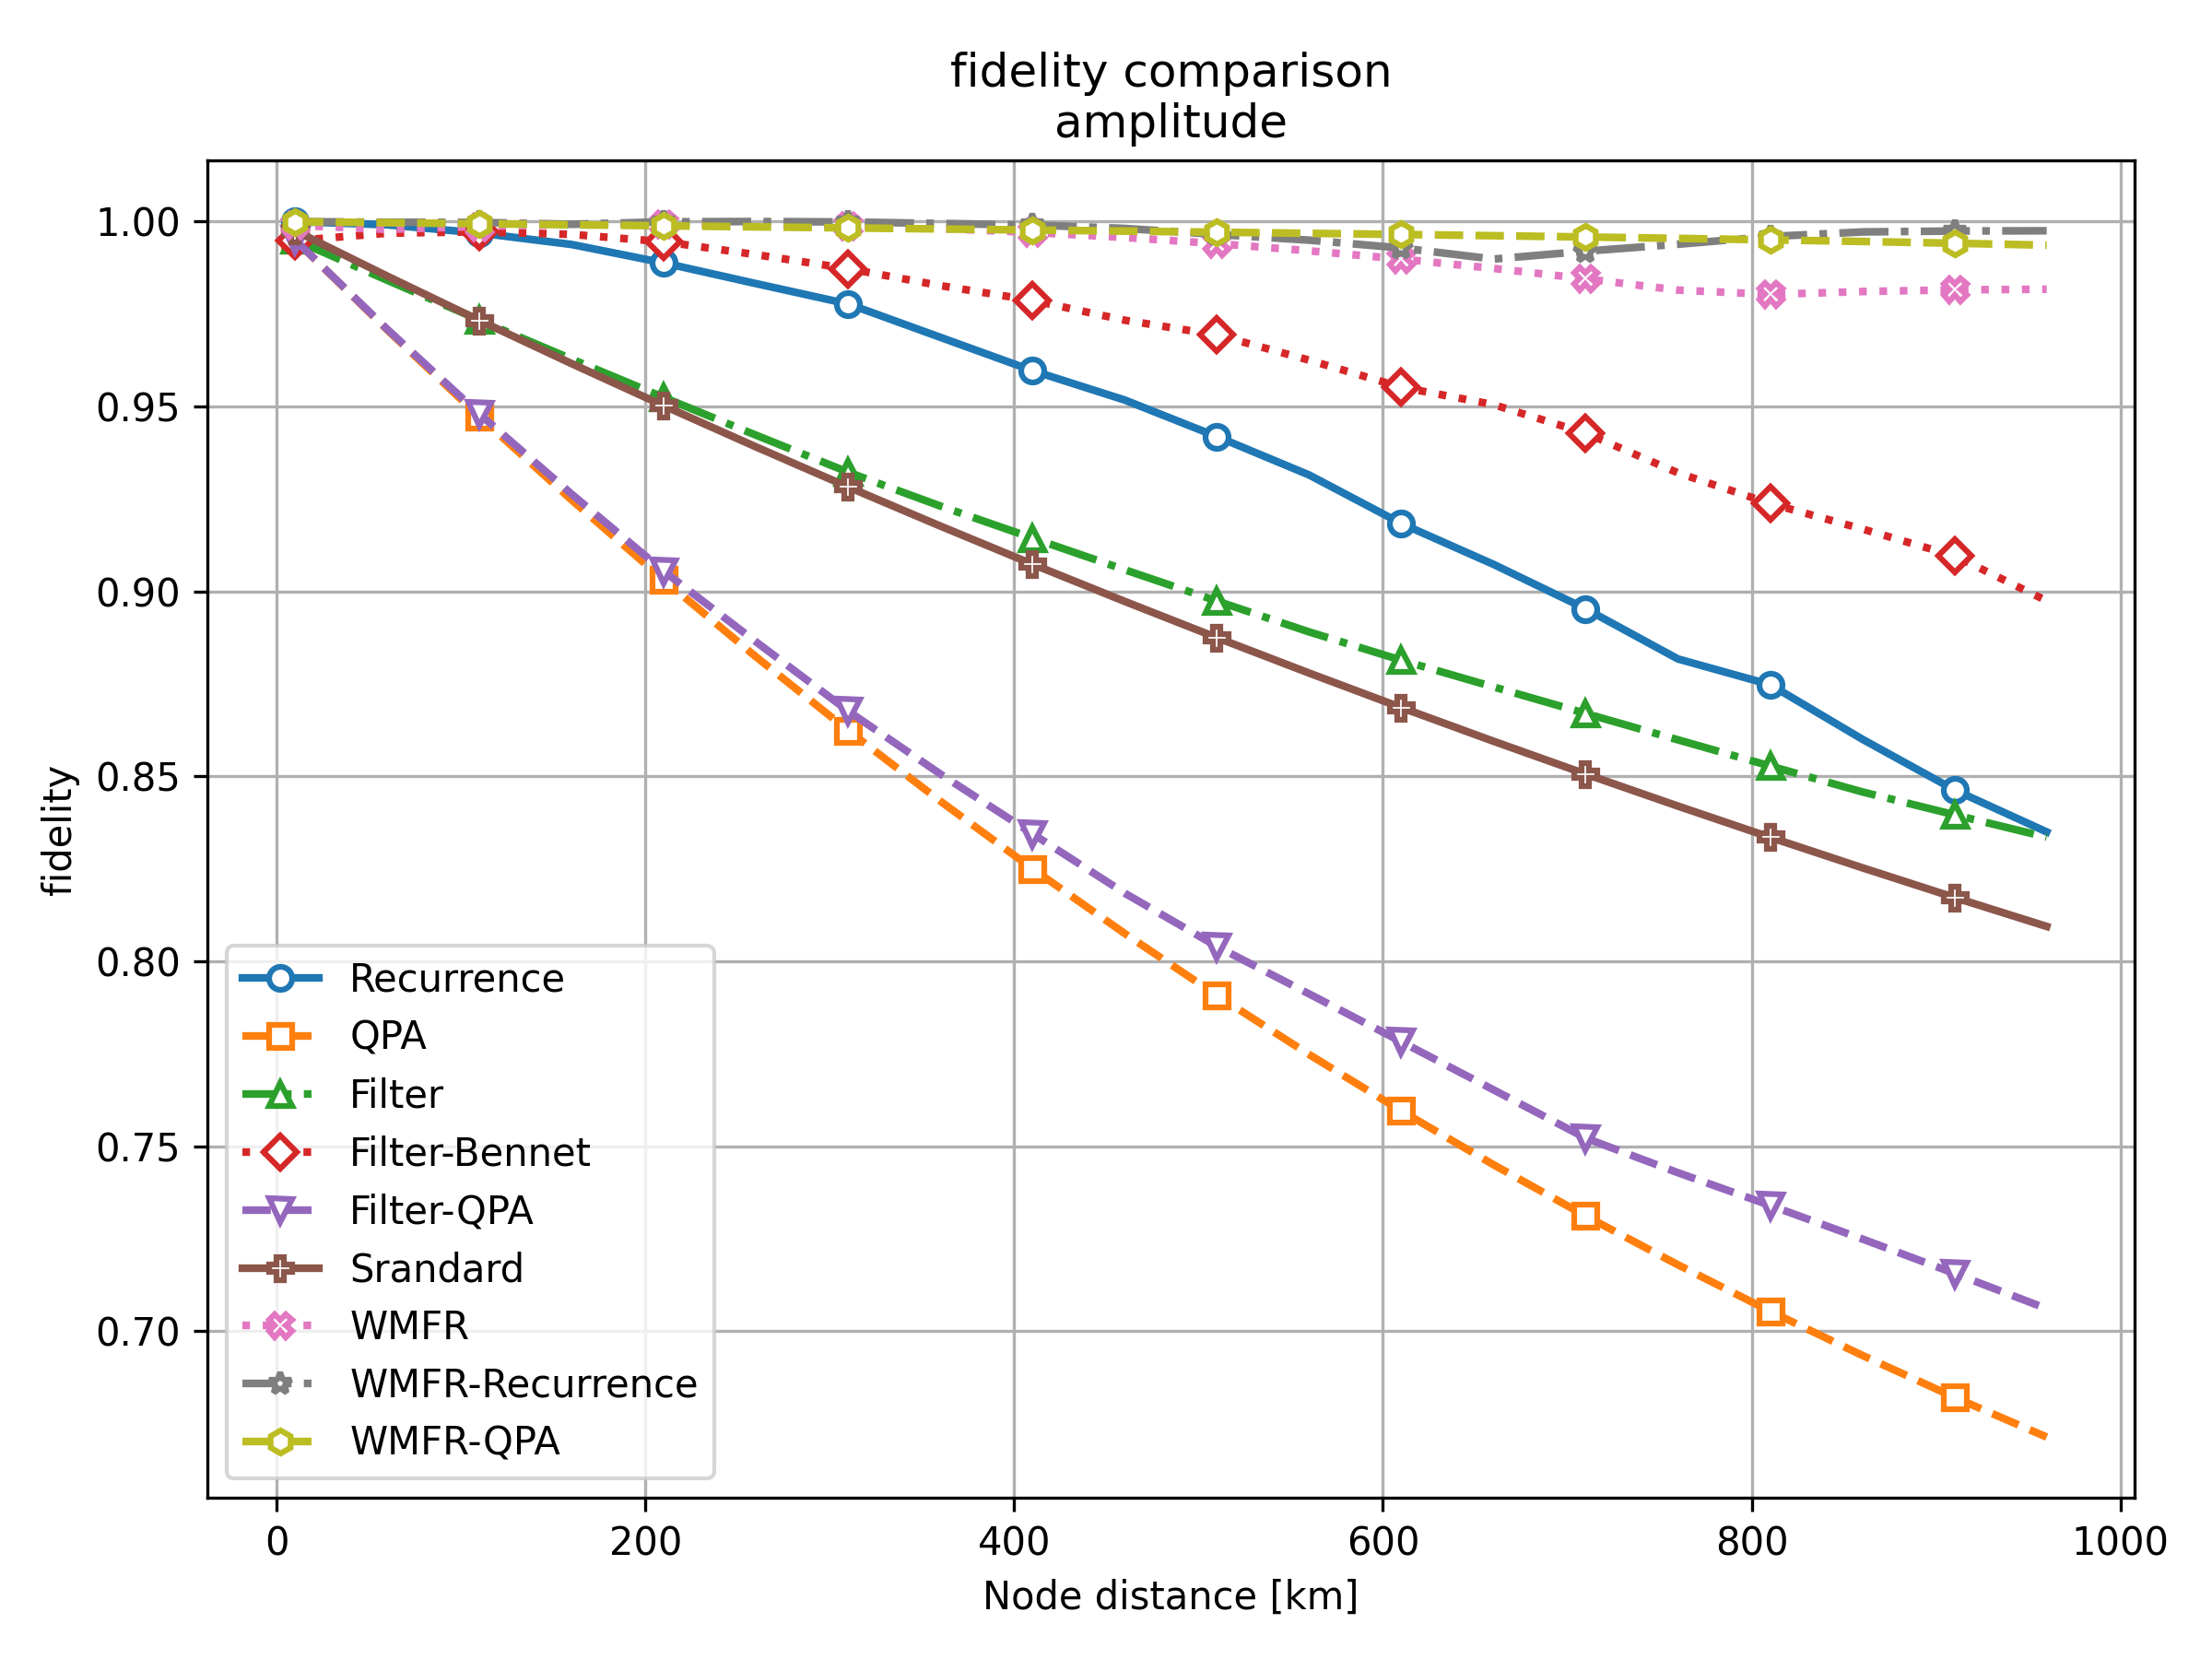 fidelity comparison
amplitude
1.00
0.95
0.90
0.85
0.80
0.75
0.70
fidelity
Recurrence
QPA
Filter
Filter-Bennet
Filter-QPA
Srandard
WMFR
WMFR-Recurrence
WMFR-QPA
0 200 400 600 800 1000
Node distance [km]